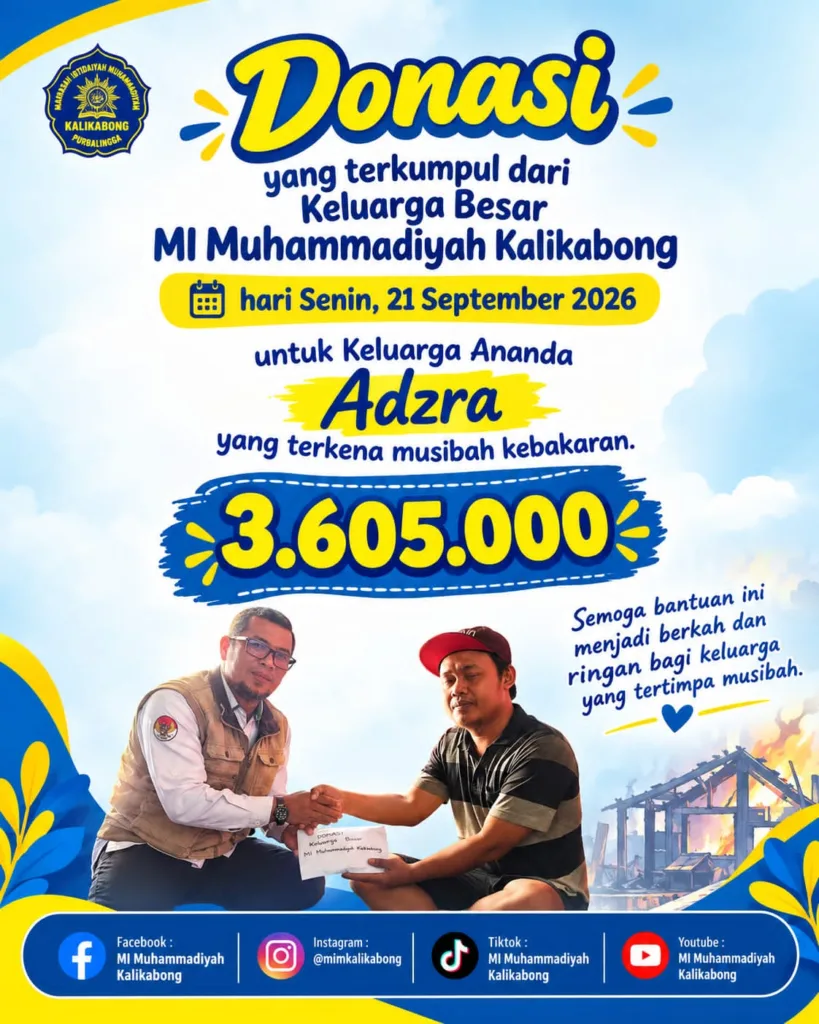 MADRASAH IBTIDAIYAH MUHAMMADIYAH
KALIKABONG
PURBALINGGA
Donasi
yang terkumpul dari
Keluarga Besar
MI Muhammadiyah Kalikabong
hari Senin, 21 September 2026
untuk Keluarga Ananda
Adzra
yang terkena musibah kebakaran.
3.605.000
Semoga bantuan ini
menjadi berkah dan
ringan bagi keluarga
yang tertimpa musibah.
DONASI
Keluarga Besar
MI Muhammadiyah Kalikabong
Facebook :
MI Muhammadiyah
Kalikabong
Instagram :
@mimkalikabong
Tiktok :
MI Muhammadiyah
Kalikabong
Youtube :
MI Muhammadiyah
Kalikabong